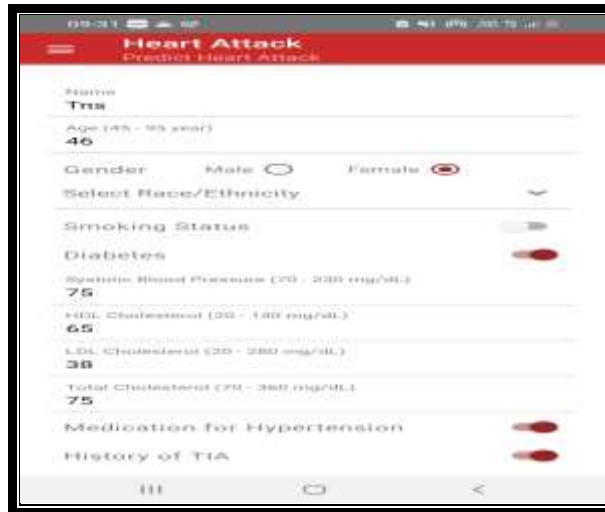 09:31
Heart Attack
Predict Heart Attack
Name
Tns
Age (45 - 95 year)
46
Gender Male Female
Select Race/Ethnicity
Smoking Status
Diabetes
Systolic Blood Pressure (70 - 230 mg/dL)
75
HDL Cholesterol (20 - 140 mg/dL)
65
LDL Cholesterol (20 - 280 mg/dL)
38
Total Cholesterol (70 - 360 mg/dL)
75
Medication for Hypertension
History of TIA